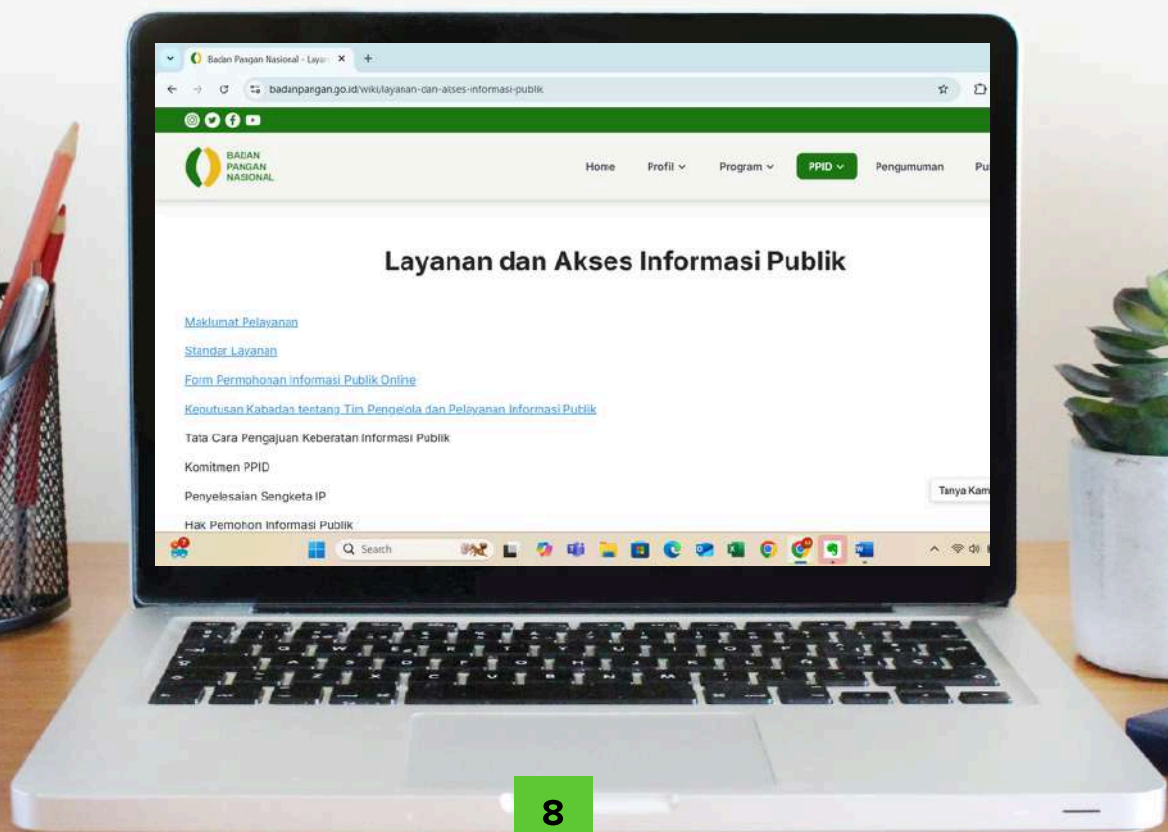 Badan Pangan Nasional - Layan
badanpangan.go.id/wiki/layanan-dan-akses-informasi-publik
BADAN
PANGAN
NASIONAL
Home Profil Program PPID Pengumuman Pu
Layanan dan Akses Informasi Publik
Maklumat Pelayanan
Standar Layanan
Form Permohonan Informasi Publik Online
Keputusan Kabadan tentang Tim Pengelola dan Pelayanan Informasi Publik
Tata Cara Pengajuan Keberatan Informasi Publik
Komitmen PPID
Penyelesaian Sengketa IP
Tanya Kam
Hak Pemohon Informasi Publik
Search
8